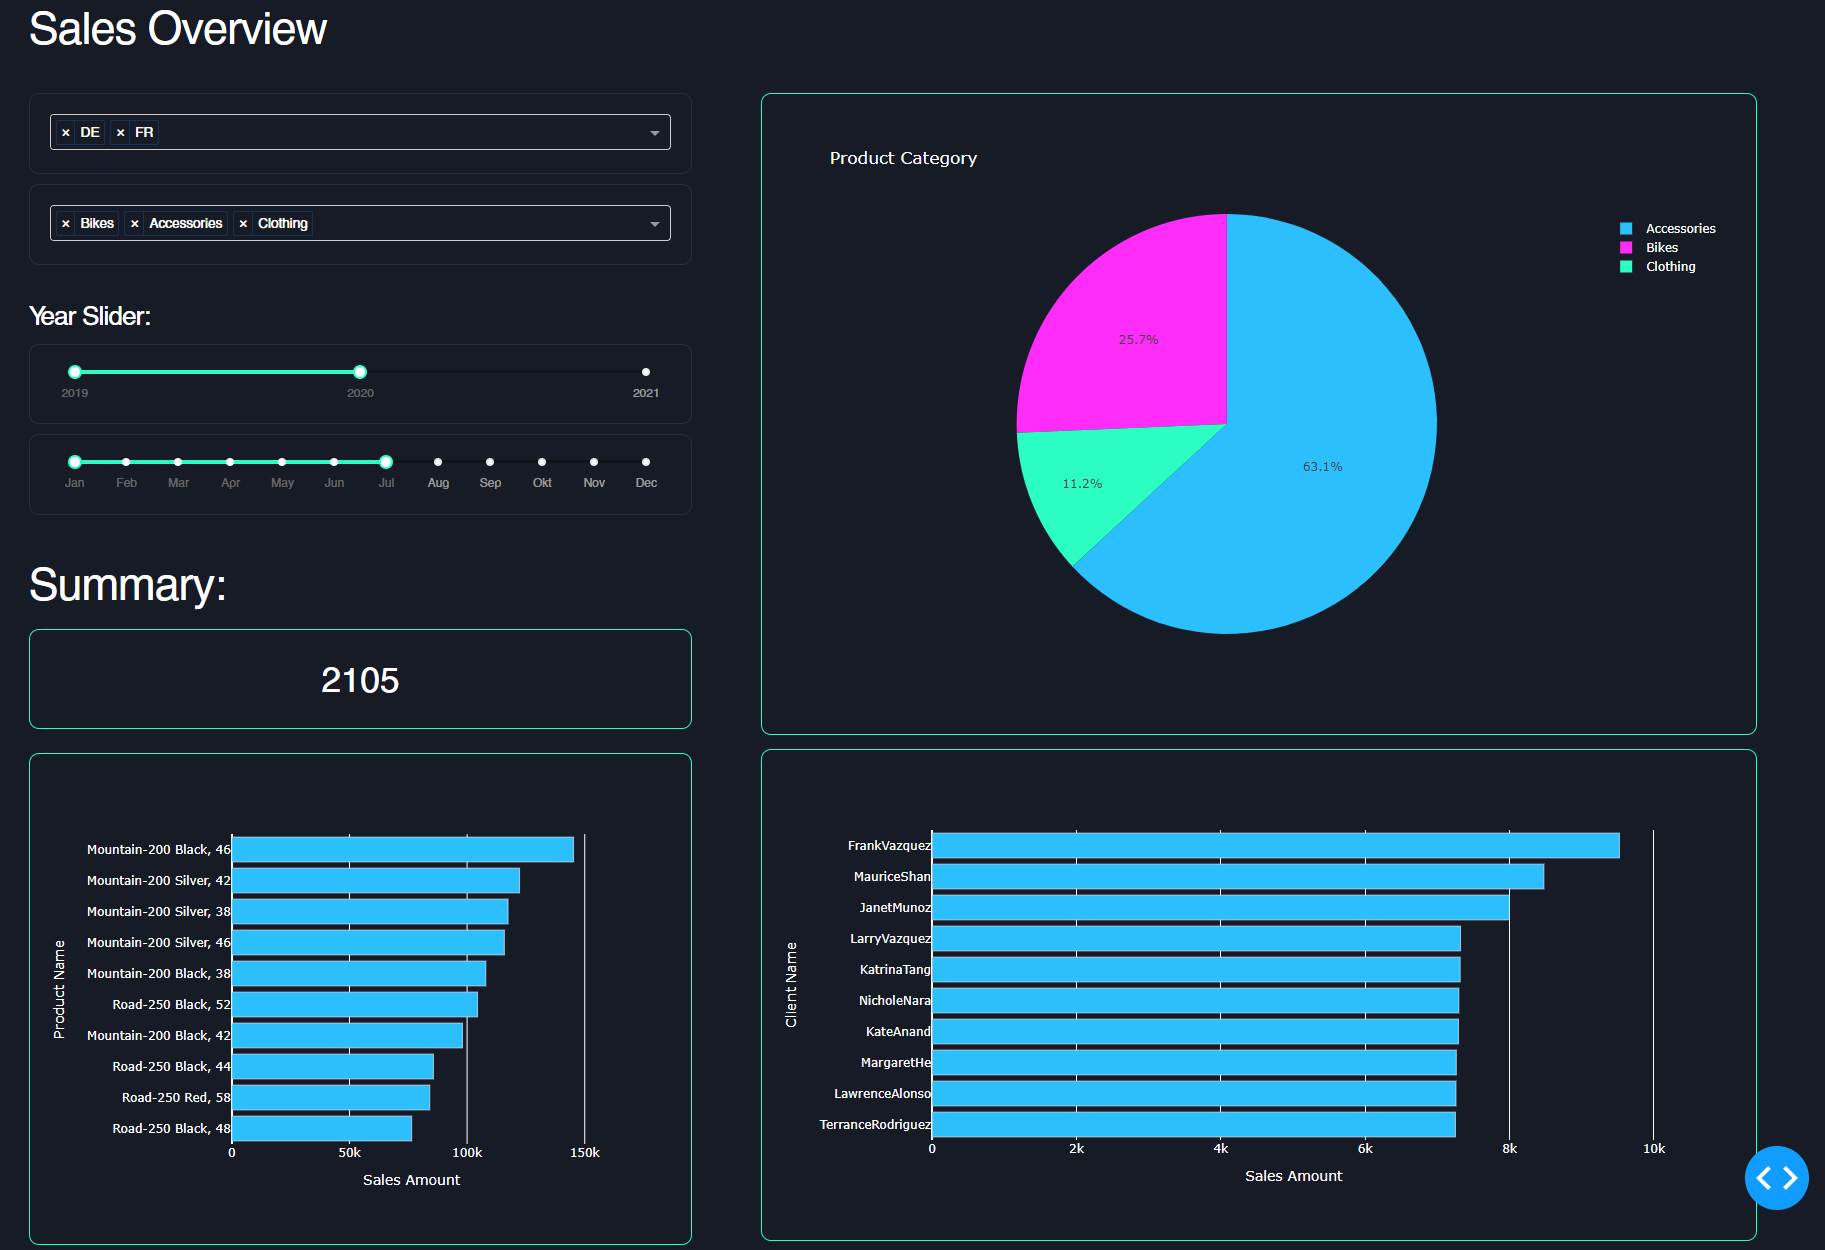 Sales Overview
× DE × FR
× Bikes × Accessories × Clothing
Year Slider:
2019 2020 2021
Jan Feb Mar Apr May Jun Jul Aug Sep Okt Nov Dec
Summary:
2105
Product Category
Accessories
Bikes
Clothing
25.7%
63.1%
11.2%
Product Name
Mountain-200 Black, 46
Mountain-200 Silver, 42
Mountain-200 Silver, 38
Mountain-200 Silver, 46
Mountain-200 Black, 38
Road-250 Black, 52
Mountain-200 Black, 42
Road-250 Black, 44
Road-250 Red, 58
Road-250 Black, 48
0 50k 100k 150k
Sales Amount
Client Name
FrankVazquez
MauriceShan
JanetMunoz
LarryVazquez
KatrinaTang
NicholeNara
KateAnand
MargaretHe
LawrenceAlonso
TerranceRodriguez
0 2k 4k 6k 8k 10k
Sales Amount